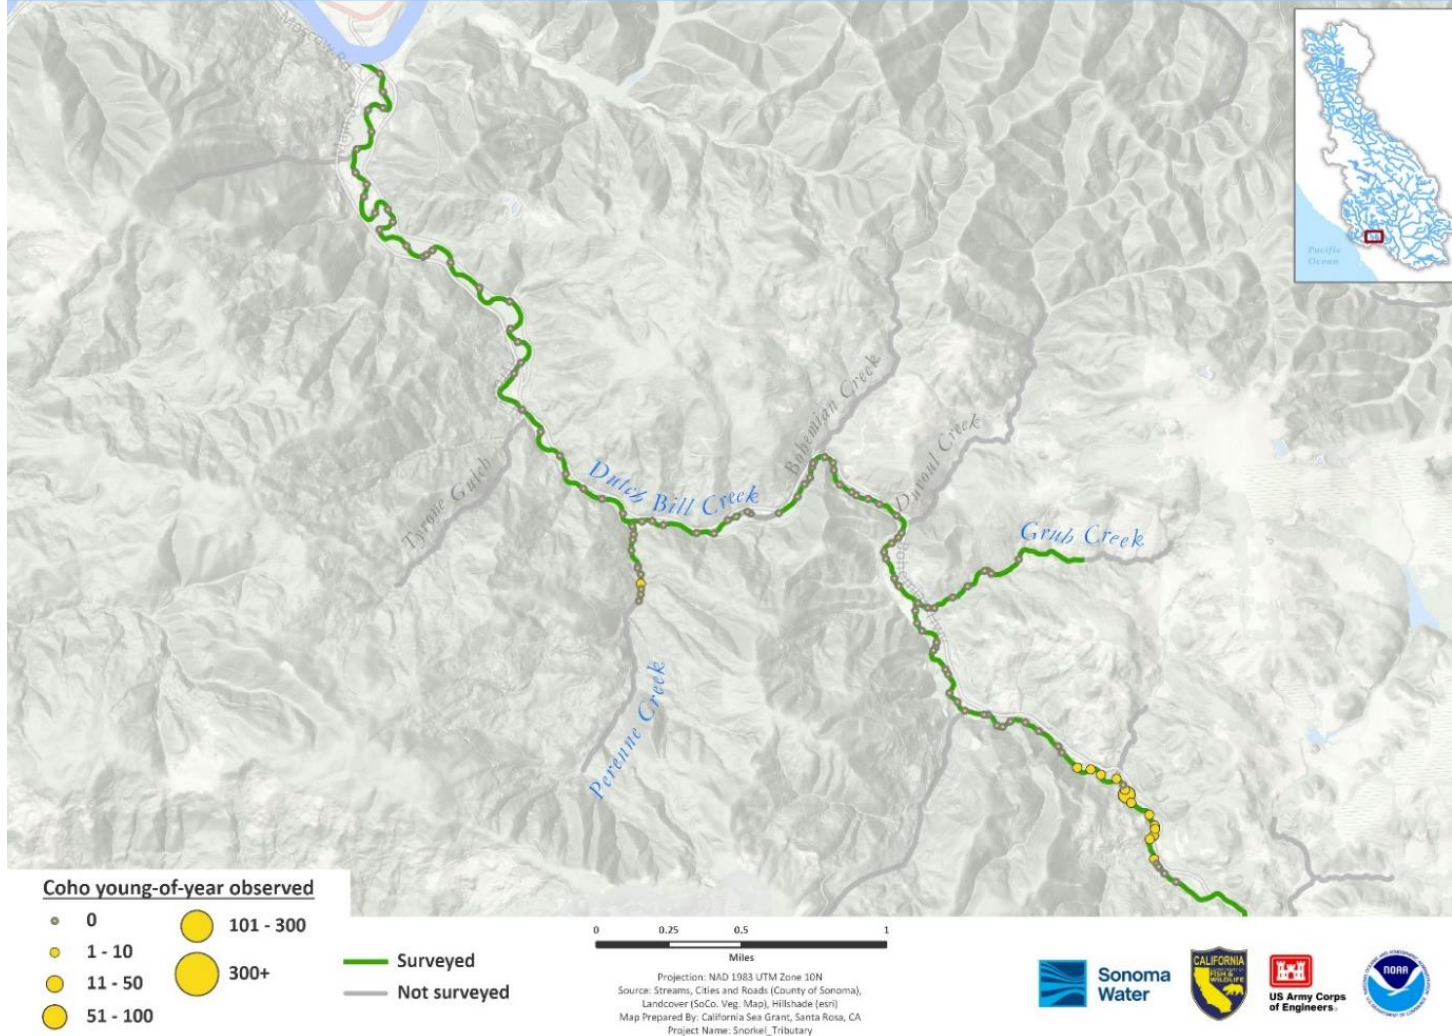 MOSCOW RD
Pacific
Ocean
Bohemian Creek
Duvoul Creek
Dutch Bill Creek
Tyrone Gulch
Grub Creek
Perenne Creek
Coho young-of-year observed
0
1 - 10
11 - 50
51 - 100
101 - 300
300+
Surveyed
Not surveyed
0 0.25 0.5 1
Miles
Projection: NAD 1983 UTM Zone 10N
Source: Streams, Cities and Roads (County of Sonoma),
Landcover (SoCo. Veg. Map), Hillshade (esri)
Map Prepared By: California Sea Grant, Santa Rosa, CA
Project Name: Snorkel_Tributary
Sonoma
Water
CALIFORNIA
FISH &
WILDLIFE
US Army Corps
of Engineers®
NOAA